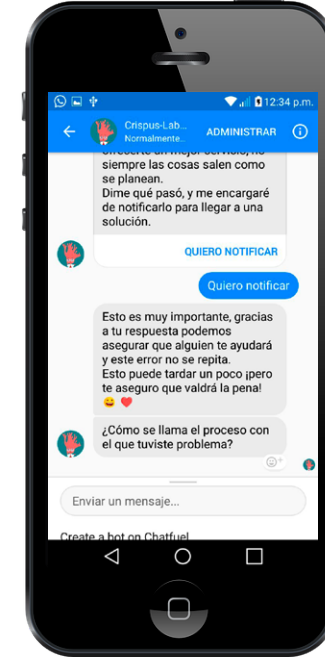 12:34 p.m.
Crispus-Lab...
Normalmente...
ADMINISTRAR
siempre las cosas salen como
se planean.
Dime qué pasó, y me encargaré
de notificarlo para llegar a una
solución.
QUIERO NOTIFICAR
Quiero notificar
Esto es muy importante, gracias
a tu respuesta podemos
asegurar que alguien te ayudará
y este error no se repita.
Esto puede tardar un poco ¡pero
te aseguro que valdrá la pena!
😄 ❤️
¿Cómo se llama el proceso con
el que tuviste problema?
Enviar un mensaje...
Create a bot on Chatfuel